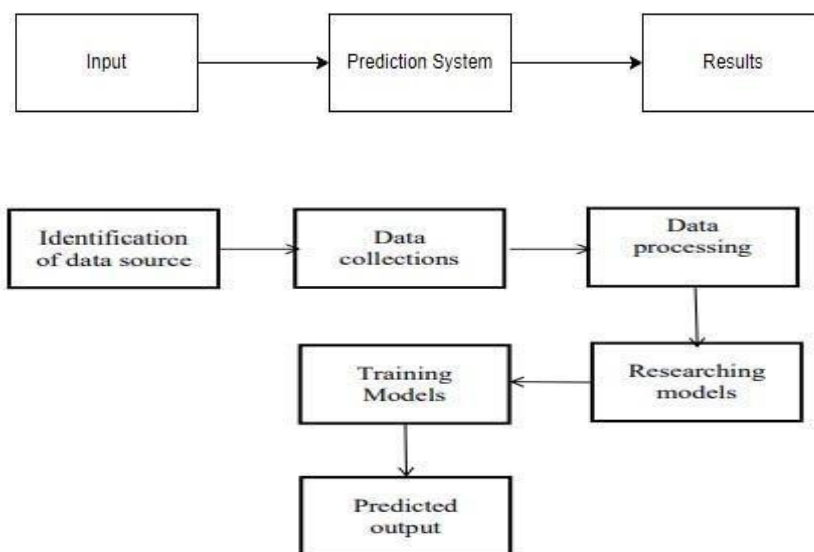 Input
Prediction System
Results
Identification
of data source
Data
collections
Data
processing
Researching
models
Training
Models
Predicted
output